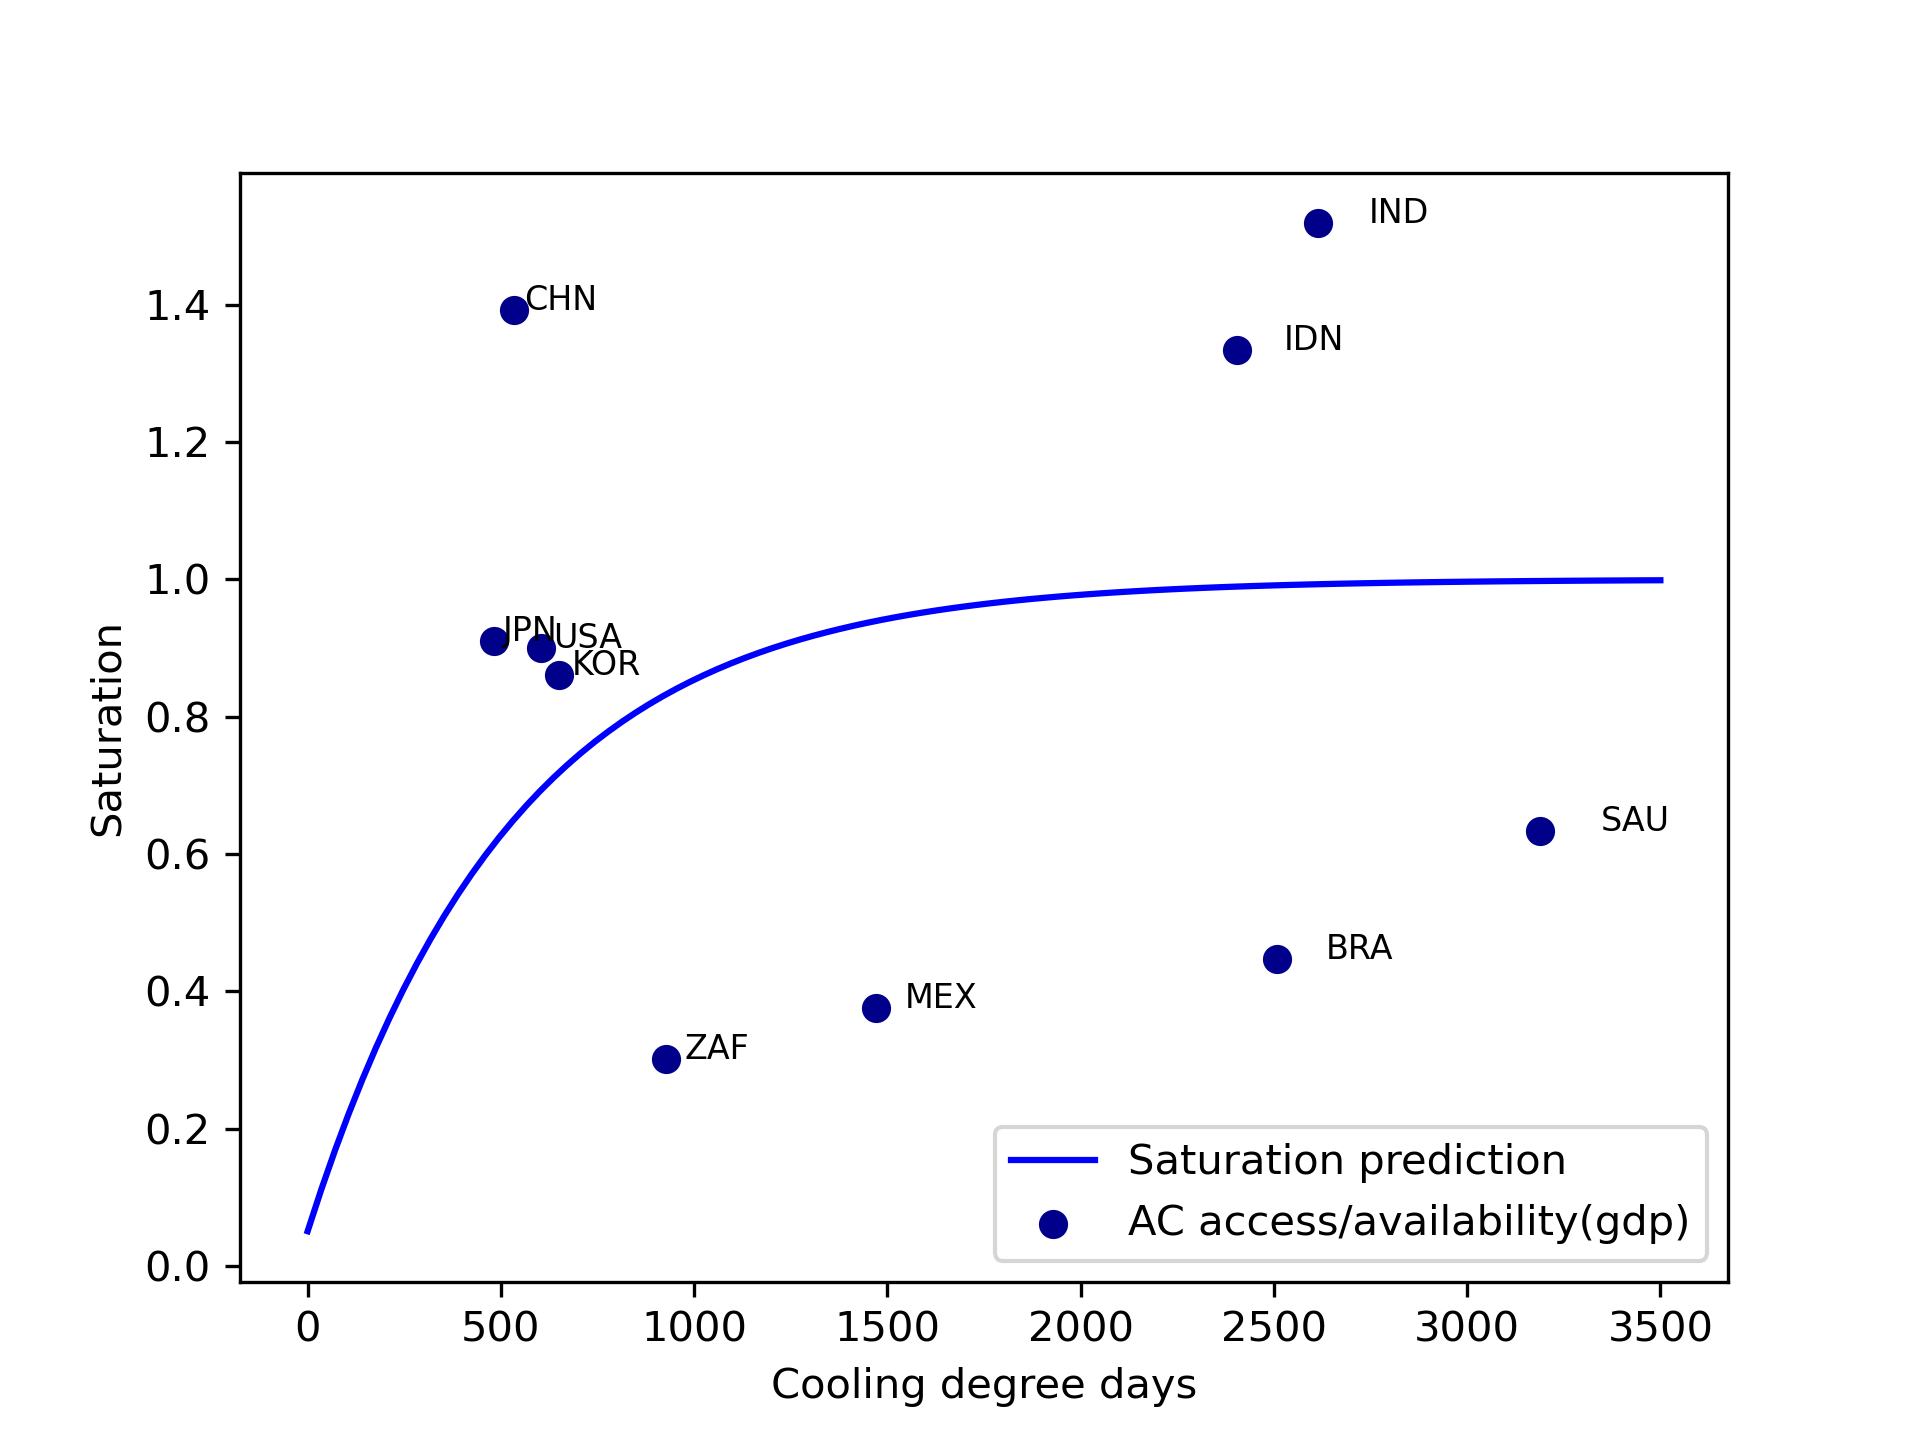 IND
CHN
IDN
JPN
USA
KOR
SAU
BRA
MEX
ZAF
1.4
1.2
1.0
0.8
0.6
0.4
0.2
0.0
Saturation
Saturation prediction
AC access/availability(gdp)
0 500 1000 1500 2000 2500 3000 3500
Cooling degree days